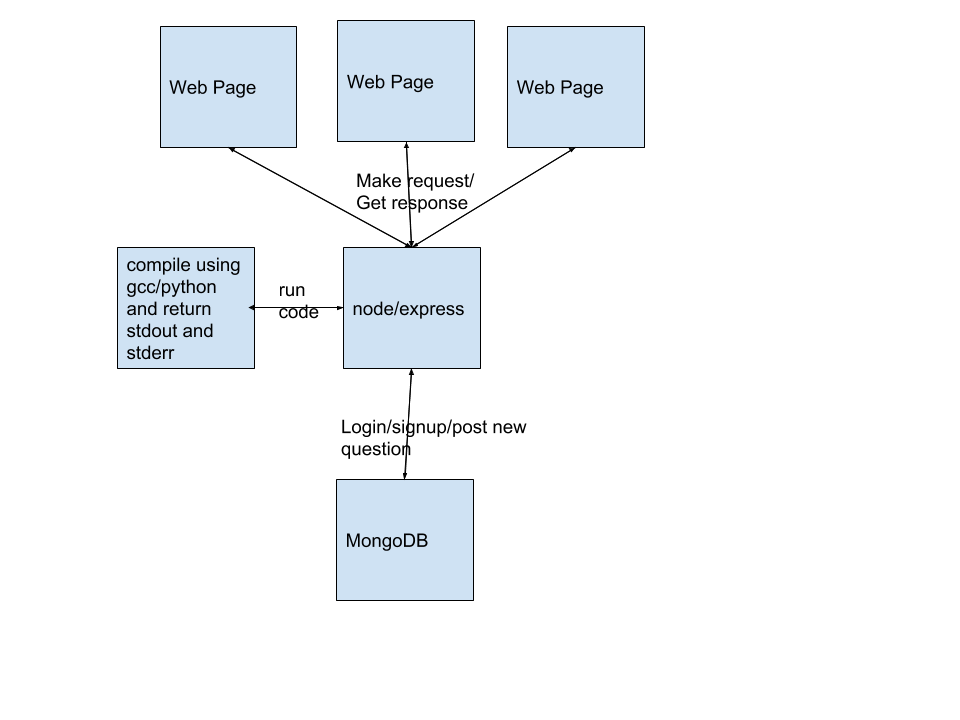 Web Page
Web Page
Web Page
Make request/
Get response
compile using
gcc/python
and return
stdout and
stderr
run
code
node/express
Login/signup/post new
question
MongoDB